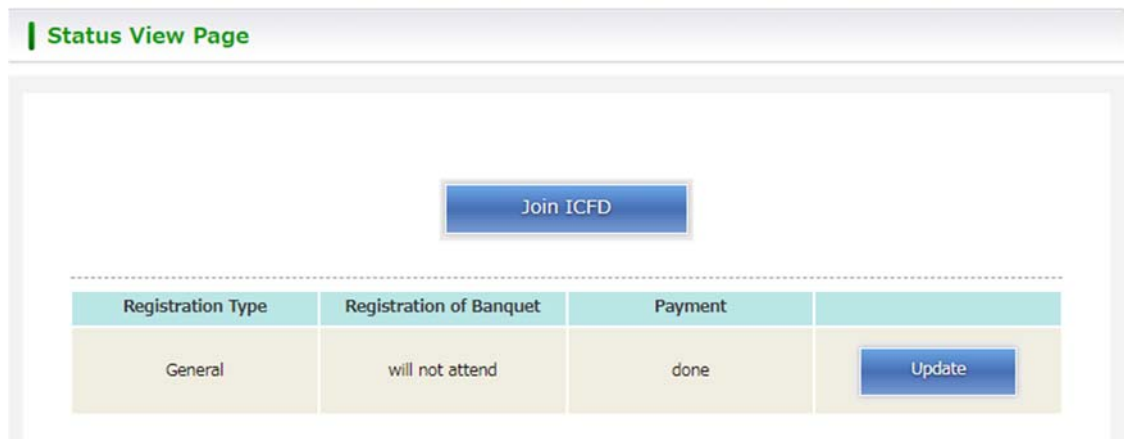 Status View Page
Join ICFD
Registration Type Registration of Banquet Payment
General will not attend done Update